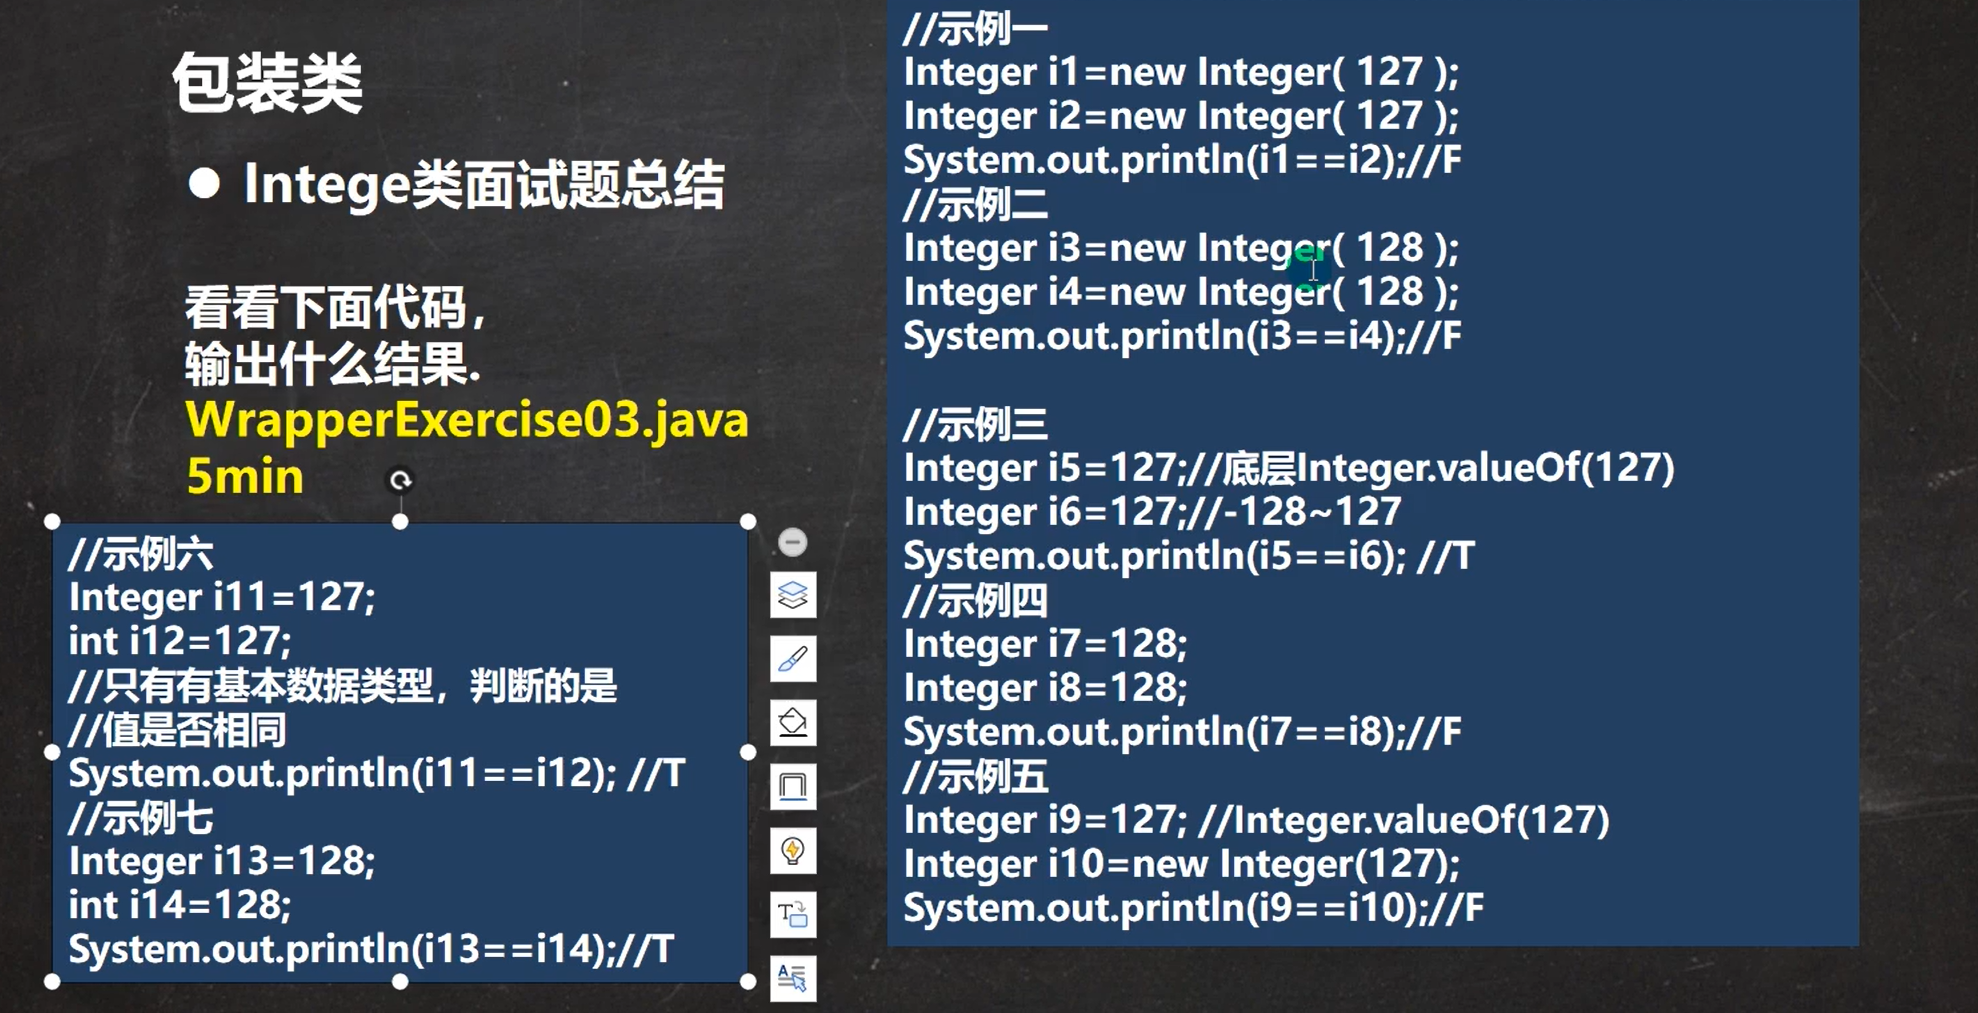 包装类
● Intege类面试题总结
看看下面代码，
输出什么结果.
WrapperExercise03.java
5min
//示例六
Integer i11=127;
int i12=127;
//只有有基本数据类型，判断的是
//值是否相同
System.out.println(i11==i12); //T
//示例七
Integer i13=128;
int i14=128;
System.out.println(i13==i14);//T
//示例一
Integer i1=new Integer( 127 );
Integer i2=new Integer( 127 );
System.out.println(i1==i2);//F
//示例二
Integer i3=new Integer( 128 );
Integer i4=new Integer( 128 );
System.out.println(i3==i4);//F
//示例三
Integer i5=127;//底层Integer.valueOf(127)
Integer i6=127;//-128~127
System.out.println(i5==i6); //T
//示例四
Integer i7=128;
Integer i8=128;
System.out.println(i7==i8);//F
//示例五
Integer i9=127; //Integer.valueOf(127)
Integer i10=new Integer(127);
System.out.println(i9==i10);//F